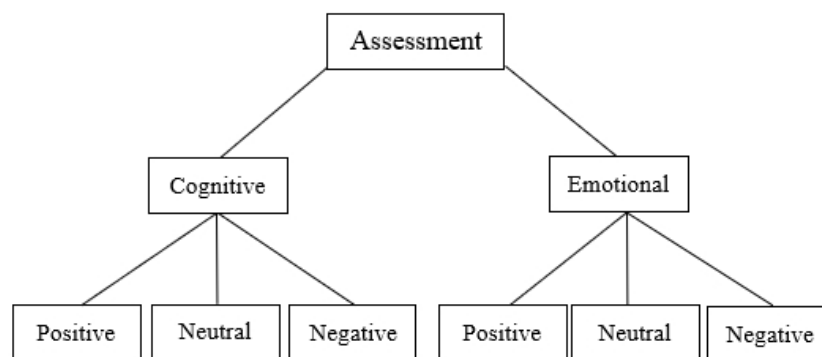 Assessment
Cognitive
Emotional
Positive
Neutral
Negative
Positive
Neutral
Negative